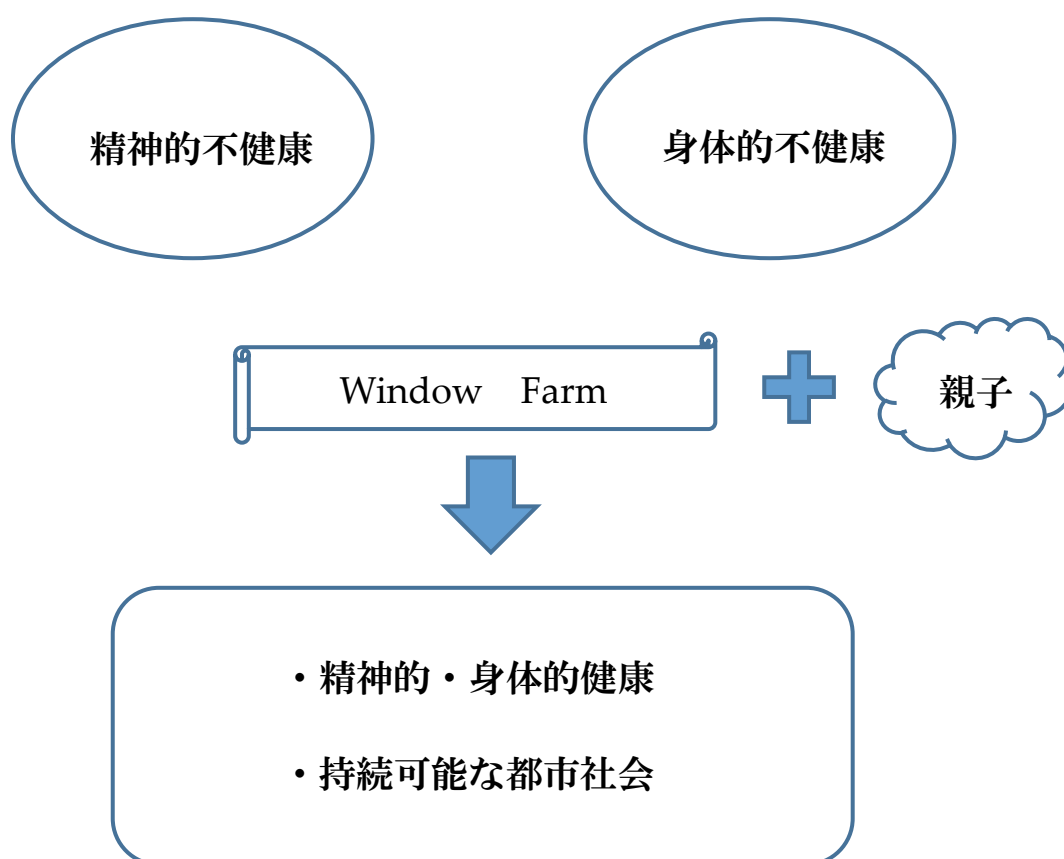 精神的不健康
身体的不健康
Window　Farm
親子
・精神的・身体的健康
・持続可能な都市社会